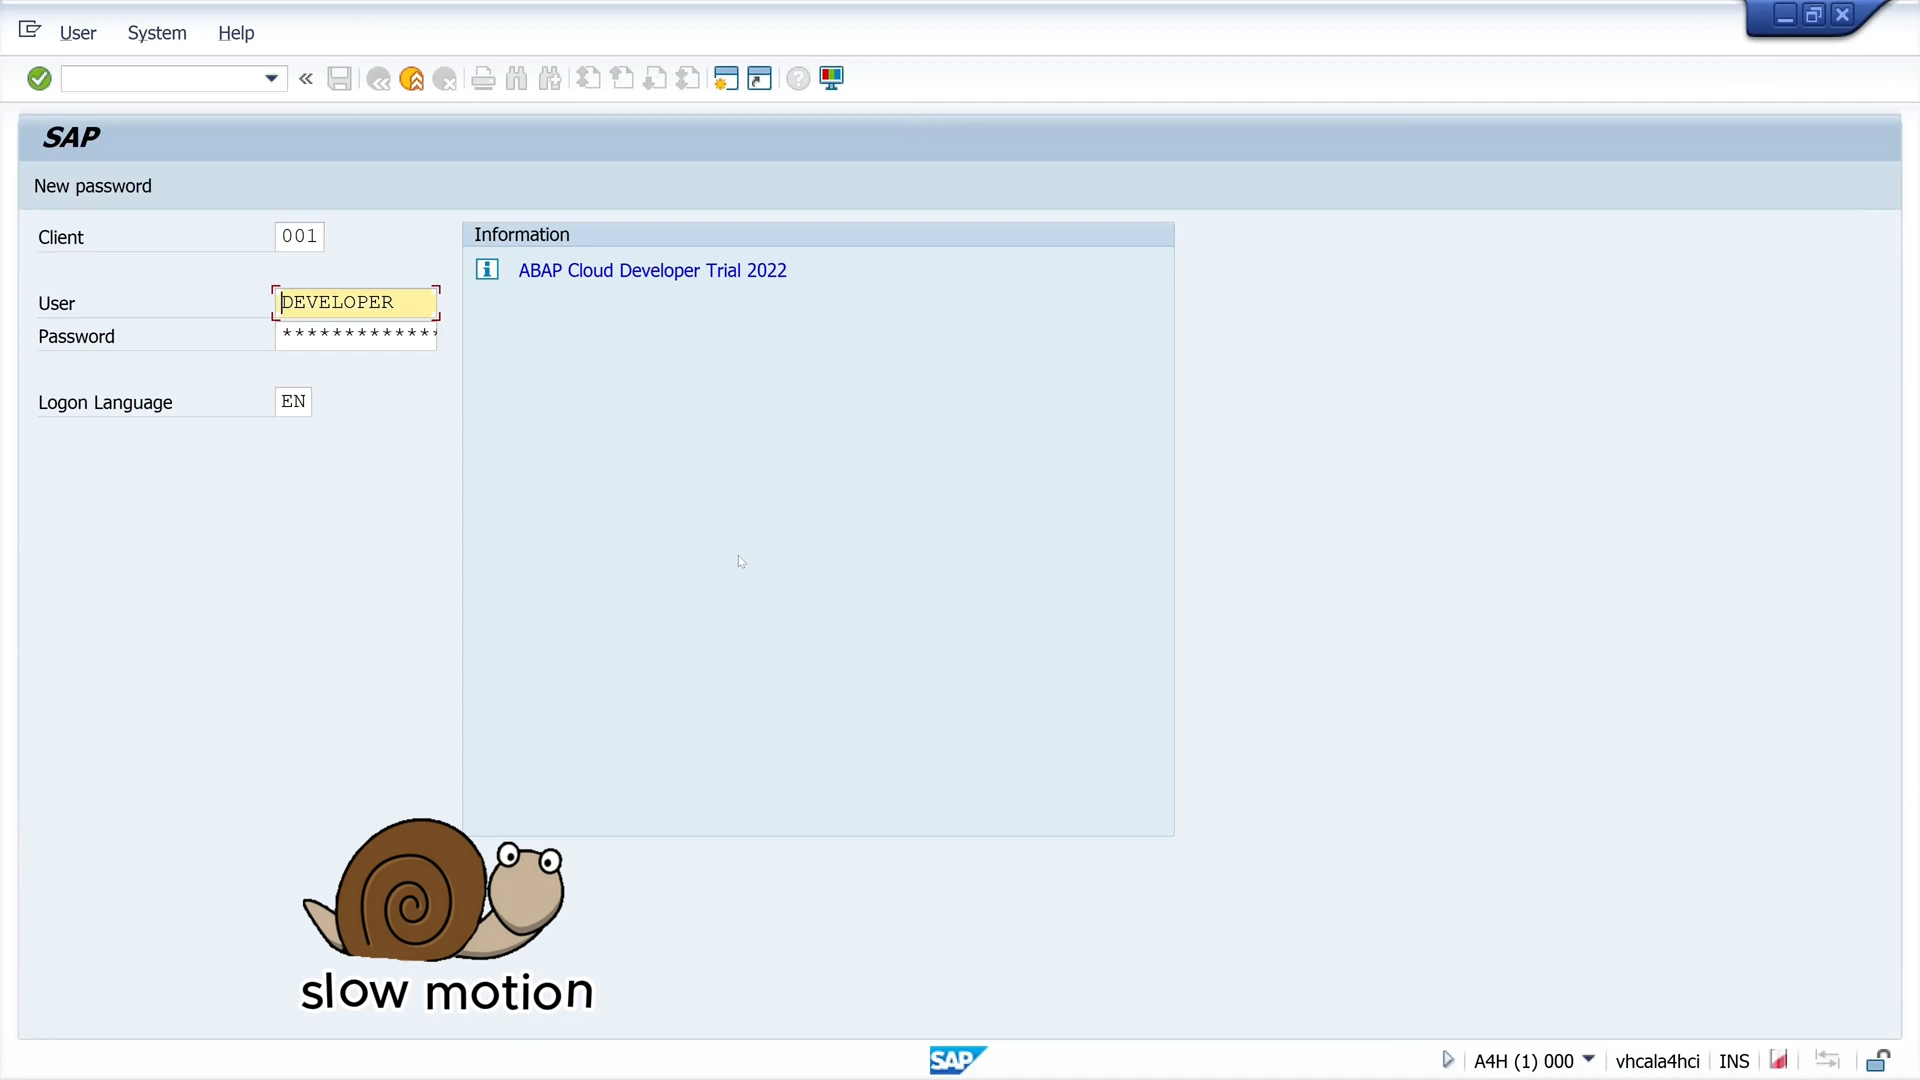 User System Help
SAP
New password
Client 001
Information
ABAP Cloud Developer Trial 2022
User DEVELOPER
Password *************
Logon Language EN
slow motion
SAP
A4H (1) 000 vhcala4hci INS